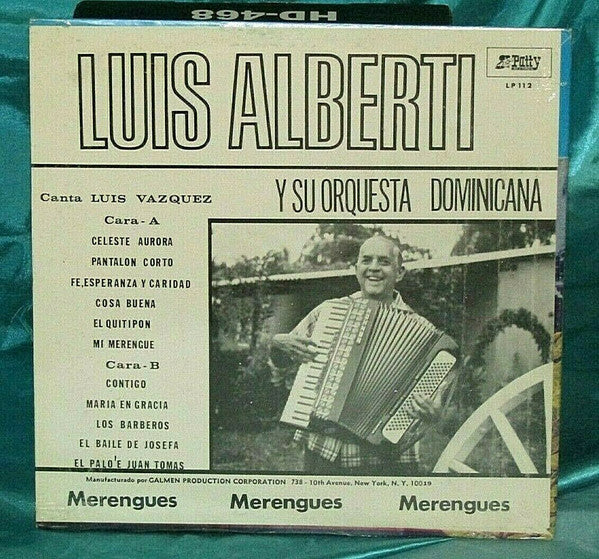 HD-468
LUIS ALBERTI
Patty
LP 112
Y SU ORQUESTA DOMINICANA
Canta LUIS VAZQUEZ
Cara - A
CELESTE AURORA
PANTALON CORTO
FE, ESPERANZA Y CARIDAD
COSA BUENA
EL QUITIPON
MI MERENGUE
Cara - B
CONTIGO
MARIA EN GRACIA
LOS BARBEROS
EL BAILE DE JOSEFA
EL PALO'E JUAN TOMAS
Manufacturado por GALMEN PRODUCTION CORPORATION 738 - 10th Avenue, New York, N. Y. 10019
Merengues Merengues Merengues